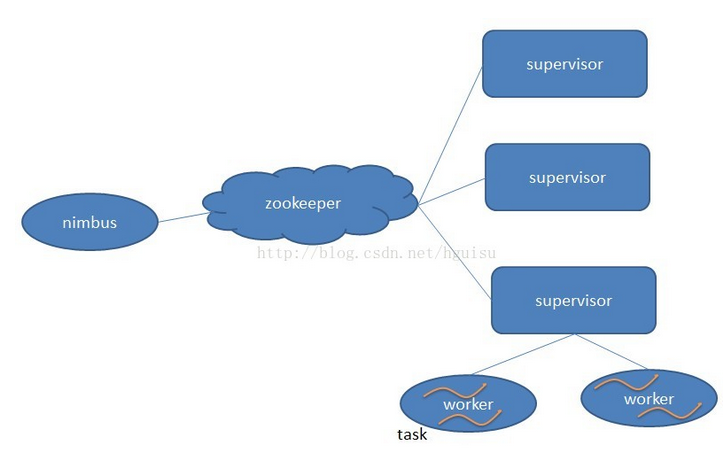 supervisor
supervisor
zookeeper
nimbus
http://blog.csdn.net/hguisu
supervisor
worker
worker
task